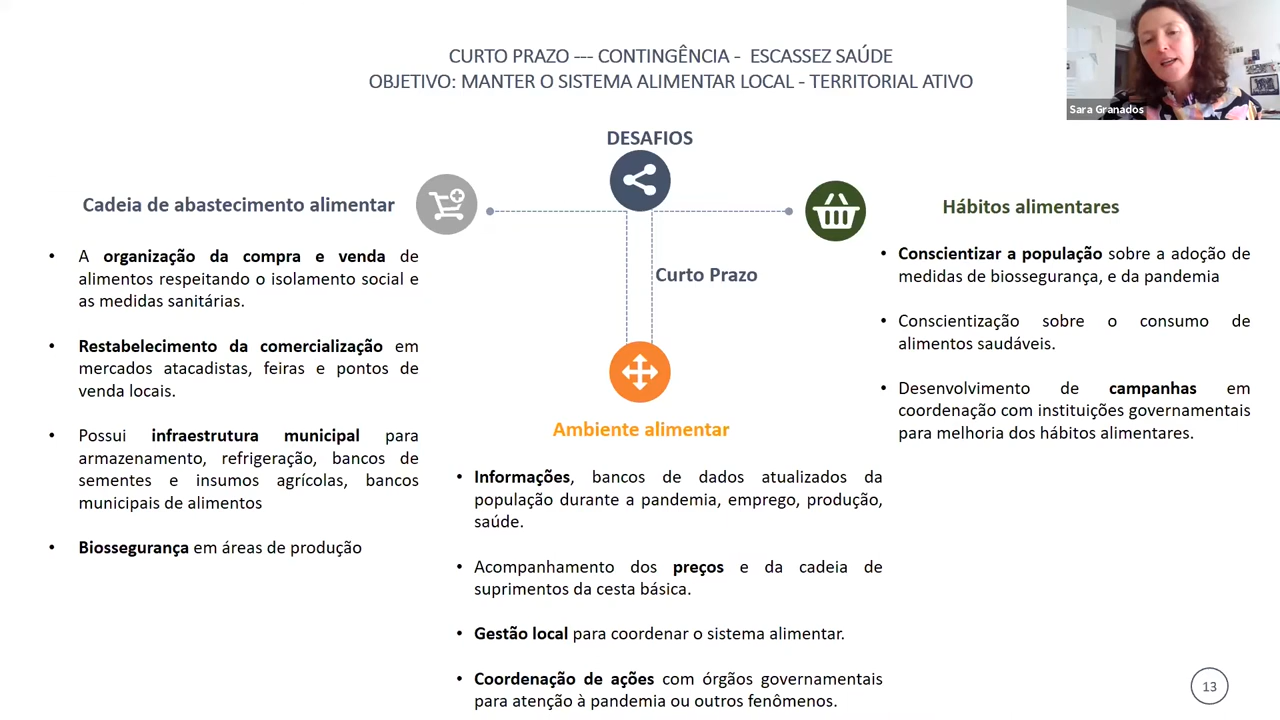 CURTO PRAZO --- CONTINGÊNCIA - ESCASSEZ SAÚDE
OBJETIVO: MANTER O SISTEMA ALIMENTAR LOCAL - TERRITORIAL ATIVO
Sara Granados
DESAFIOS
Cadeia de abastecimento alimentar
• A organização da compra e venda de
alimentos respeitando o isolamento social e
as medidas sanitárias.
• Restabelecimento da comercialização em
mercados atacadistas, feiras e pontos de
venda locais.
• Possui infraestrutura municipal para
armazenamento, refrigeração, bancos de
sementes e insumos agrícolas, bancos
municipais de alimentos
• Biossegurança em áreas de produção
Curto Prazo
Ambiente alimentar
• Informações, bancos de dados atualizados da
população durante a pandemia, emprego, produção,
saúde.
• Acompanhamento dos preços e da cadeia de
suprimentos da cesta básica.
• Gestão local para coordenar o sistema alimentar.
• Coordenação de ações com órgãos governamentais
para atenção à pandemia ou outros fenômenos.
Hábitos alimentares
• Conscientizar a população sobre a adoção de
medidas de biossegurança, e da pandemia
• Conscientização sobre o consumo de
alimentos saudáveis.
• Desenvolvimento de campanhas em
coordenação com instituições governamentais
para melhoria dos hábitos alimentares.
13